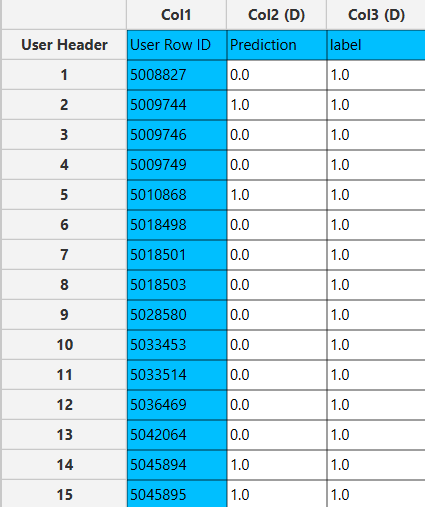 Col1 Col2 (D) Col3 (D)
User Header User Row ID Prediction label
1 5008827 0.0 1.0
2 5009744 1.0 1.0
3 5009746 0.0 1.0
4 5009749 0.0 1.0
5 5010868 1.0 1.0
6 5018498 0.0 1.0
7 5018501 0.0 1.0
8 5018503 0.0 1.0
9 5028580 0.0 1.0
10 5033453 0.0 1.0
11 5033514 0.0 1.0
12 5036469 0.0 1.0
13 5042064 0.0 1.0
14 5045894 1.0 1.0
15 5045895 1.0 1.0